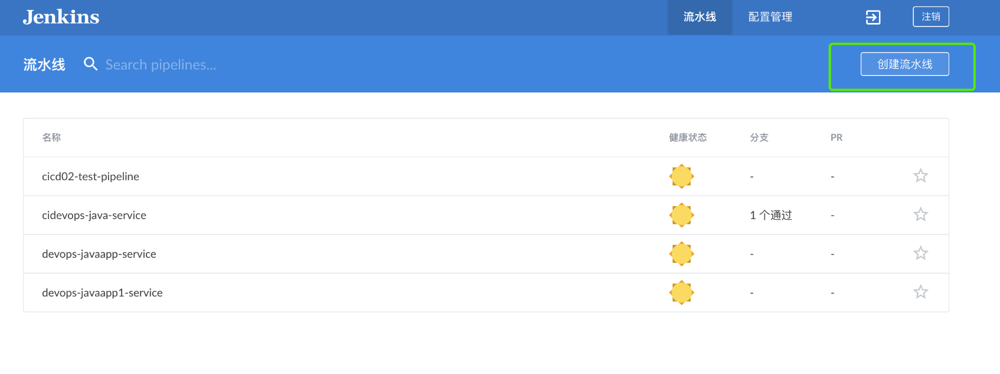 Jenkins 流水线 配置管理 注销
流水线 Search pipelines... 创建流水线
名称 健康状态 分支 PR
cicd02-test-pipeline - -
cidevops-java-service 1 个通过 -
devops-javaapp-service - -
devops-javaapp1-service - -